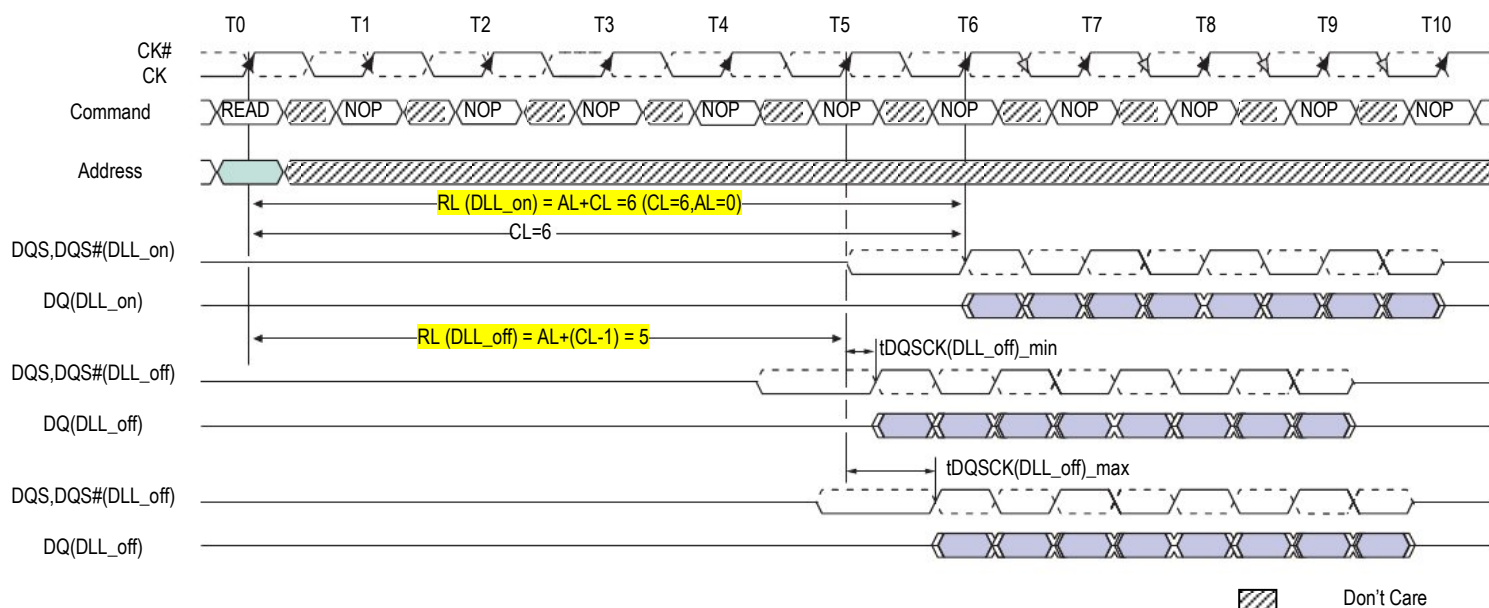 T0 T1 T2 T3 T4 T5 T6 T7 T8 T9 T10
CK#
CK
Command READ NOP NOP NOP NOP NOP NOP NOP NOP NOP NOP
Address
RL (DLL_on) = AL+CL =6 (CL=6,AL=0)
CL=6
DQS,DQS#(DLL_on)
DQ(DLL_on)
RL (DLL_off) = AL+(CL-1) = 5
tDQSCK(DLL_off)_min
DQS,DQS#(DLL_off)
DQ(DLL_off)
tDQSCK(DLL_off)_max
DQS,DQS#(DLL_off)
DQ(DLL_off)
Don't Care